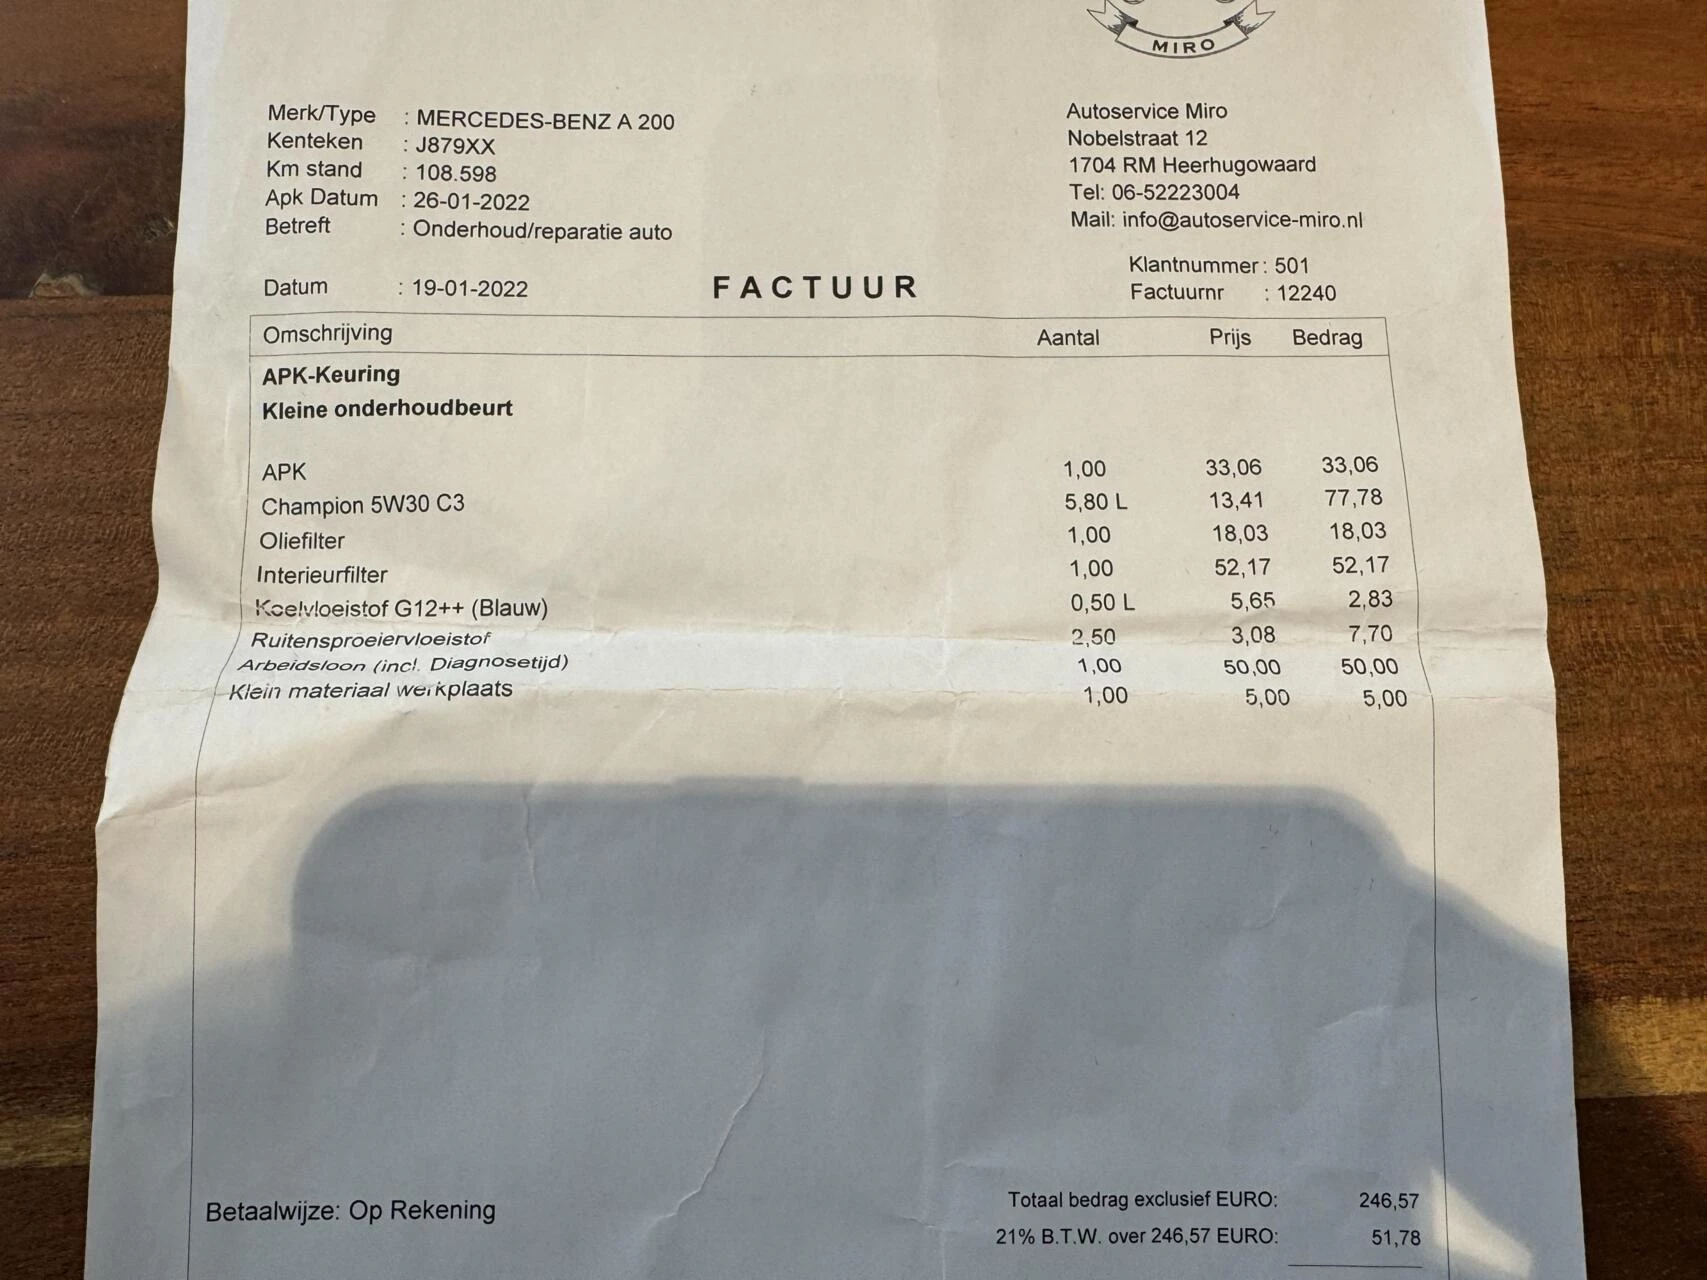 MIRO
Merk/Type : MERCEDES-BENZ A 200
Kenteken : J879XX
Km stand : 108.598
Apk Datum : 26-01-2022
Betreft : Onderhoud/reparatie auto
Autoservice Miro
Nobelstraat 12
1704 RM Heerhugowaard
Tel: 06-52223004
Mail: info@autoservice-miro.nl
Klantnummer : 501
Datum : 19-01-2022 FACTUUR Factuurnr : 12240
Omschrijving Aantal Prijs Bedrag
APK-Keuring
Kleine onderhoudbeurt
APK 1,00 33,06 33,06
Champion 5W30 C3 5,80 L 13,41 77,78
Oliefilter 1,00 18,03 18,03
Interieurfilter 1,00 52,17 52,17
Koelvloeistof G12++ (Blauw) 0,50 L 5,65 2,83
Ruitensproeiervloeistof 2,50 3,08 7,70
Arbeidsloon (incl. Diagnosetijd) 1,00 50,00 50,00
Klein materiaal werkplaats 1,00 5,00 5,00
Betaalwijze: Op Rekening
Totaal bedrag exclusief EURO: 246,57
21% B.T.W. over 246,57 EURO: 51,78